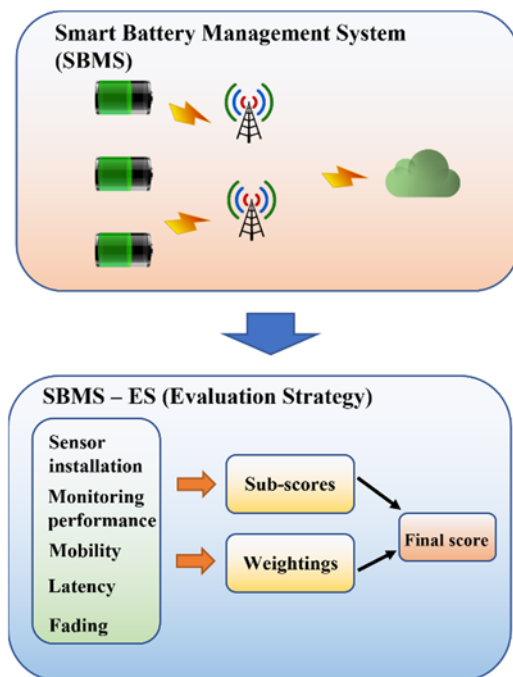 Smart Battery Management System
(SBMS)
SBMS – ES (Evaluation Strategy)
Sensor
installation
Monitoring
performance
Mobility
Latency
Fading
Sub-scores
Weightings
Final score